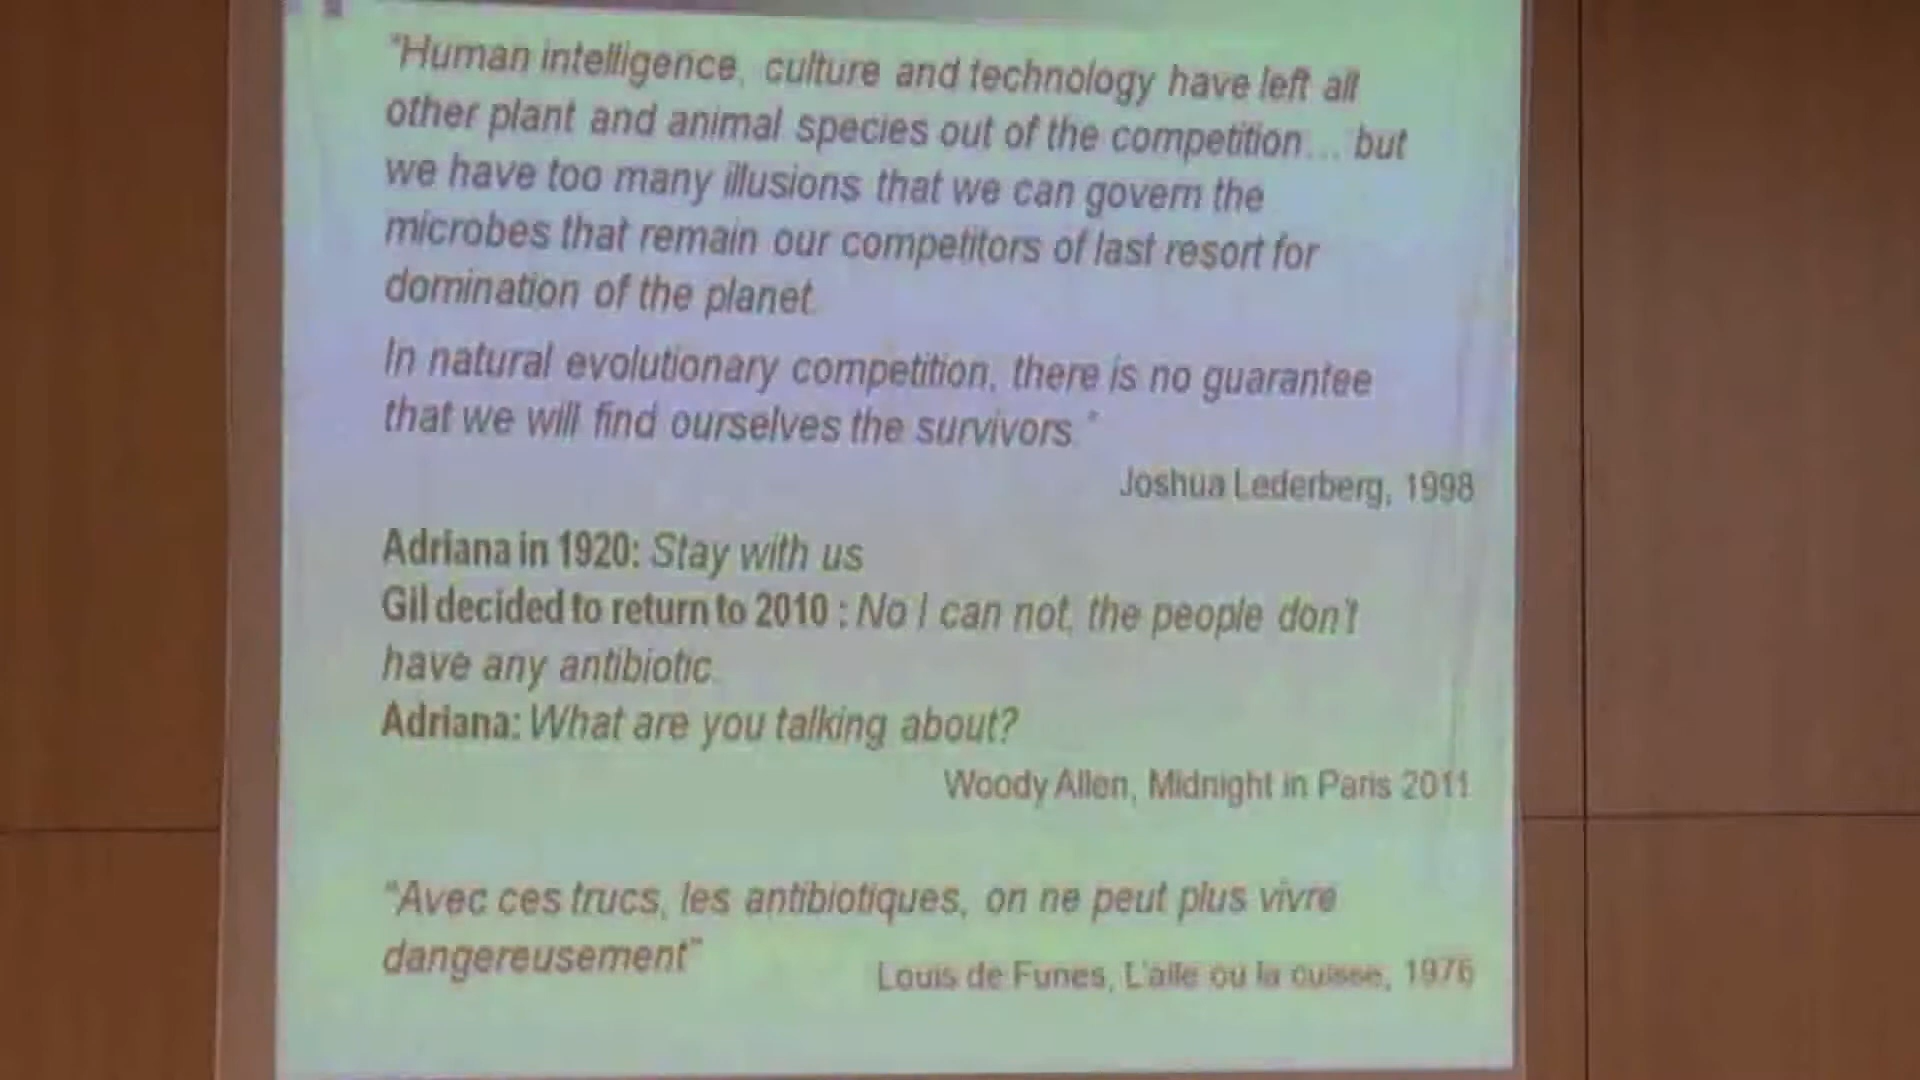 "Human intelligence, culture and technology have left all
other plant and animal species out of the competition... but
we have too many illusions that we can govern the
microbes that remain our competitors of last resort for
domination of the planet.
In natural evolutionary competition, there is no guarantee
that we will find ourselves the survivors."
Joshua Lederberg, 1998
Adriana in 1920: Stay with us
Gil decided to return to 2010 : No I can not, the people don't
have any antibiotic.
Adriana: What are you talking about?
Woody Allen, Midnight in Paris 2011
"Avec ces trucs, les antibiotiques, on ne peut plus vivre
dangereusement"
Louis de Funes, L'aile ou la cuisse, 1976